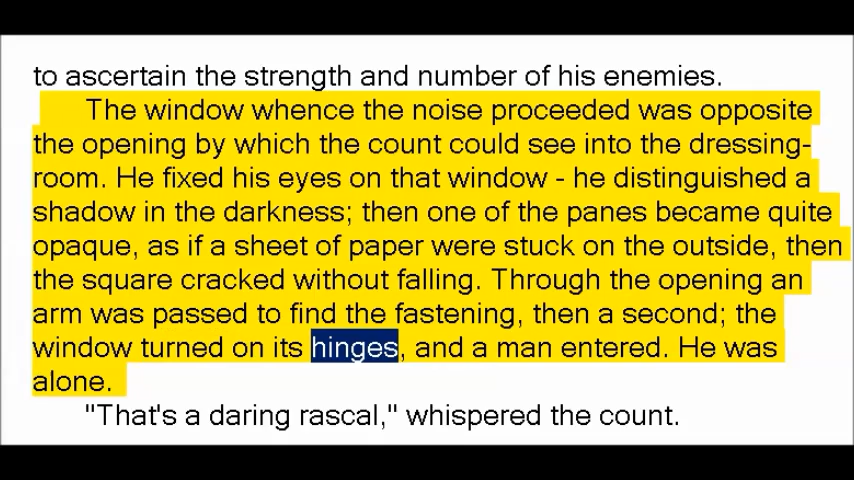 to ascertain the strength and number of his enemies.
The window whence the noise proceeded was opposite
the opening by which the count could see into the dressing-
room. He fixed his eyes on that window - he distinguished a
shadow in the darkness; then one of the panes became quite
opaque, as if a sheet of paper were stuck on the outside, then
the square cracked without falling. Through the opening an
arm was passed to find the fastening, then a second; the
window turned on its hinges, and a man entered. He was
alone.
"That's a daring rascal," whispered the count.